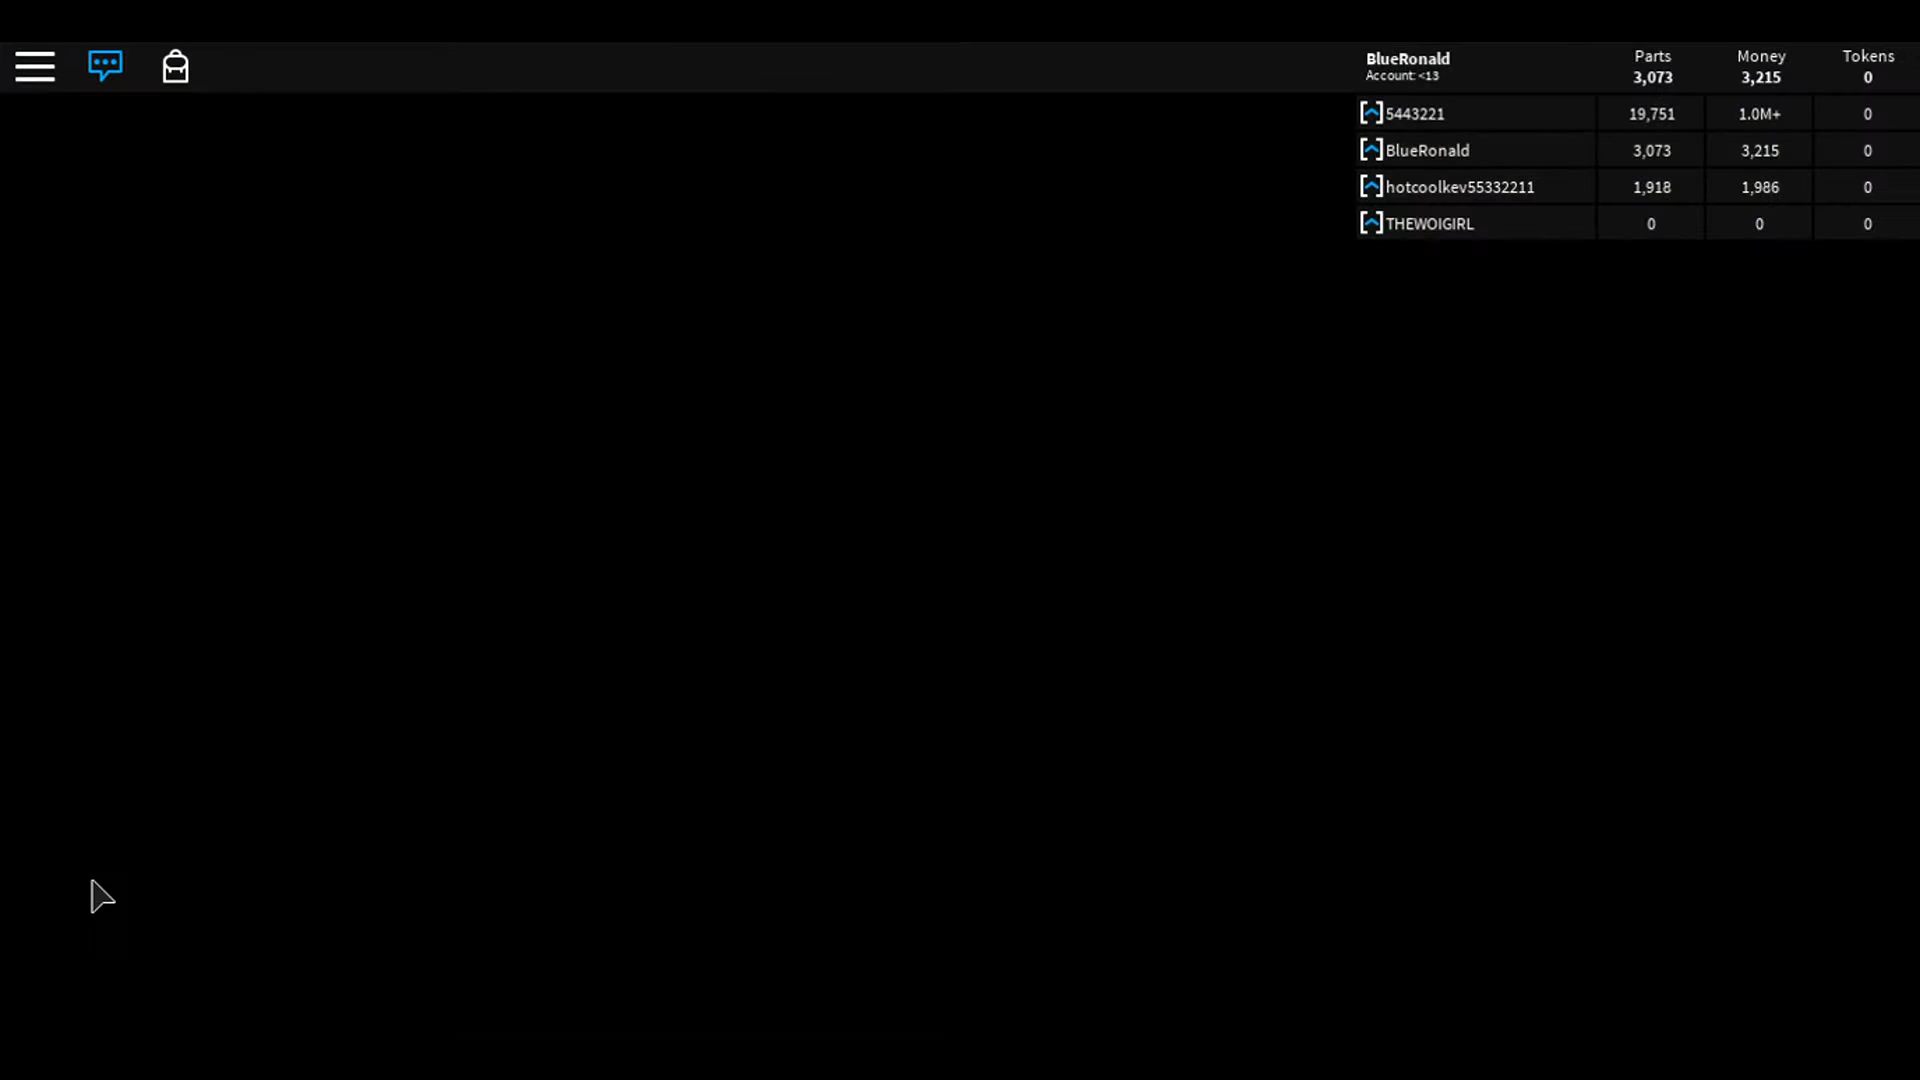 BlueRonald Parts Money Tokens
Account: <13 3,073 3,215 0
5443221 19,751 1.0M+ 0
BlueRonald 3,073 3,215 0
hotcoolkev55332211 1,918 1,986 0
THEWOIGIRL 0 0 0